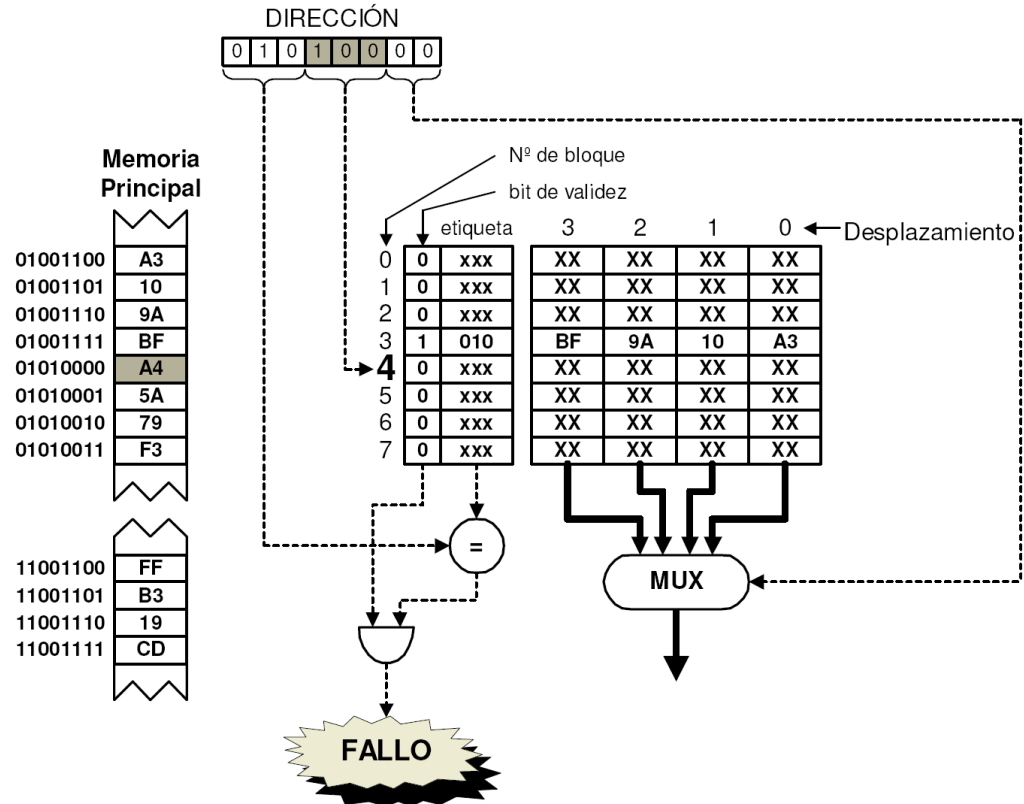 DIRECCIÓN
0 1 0 1 0 0 0 0
Nº de bloque
bit de validez
Memoria
Principal
etiqueta 3 2 1 0 Desplazamiento
01001100 A3
01001101 10
01001110 9A
01001111 BF
01010000 A4
01010001 5A
01010010 79
01010011 F3
0 0 xxx XX XX XX XX
1 0 xxx XX XX XX XX
2 0 xxx XX XX XX XX
3 1 010 BF 9A 10 A3
4 0 xxx XX XX XX XX
5 0 xxx XX XX XX XX
6 0 xxx XX XX XX XX
7 0 xxx XX XX XX XX
=
MUX
11001100 FF
11001101 B3
11001110 19
11001111 CD
FALLO